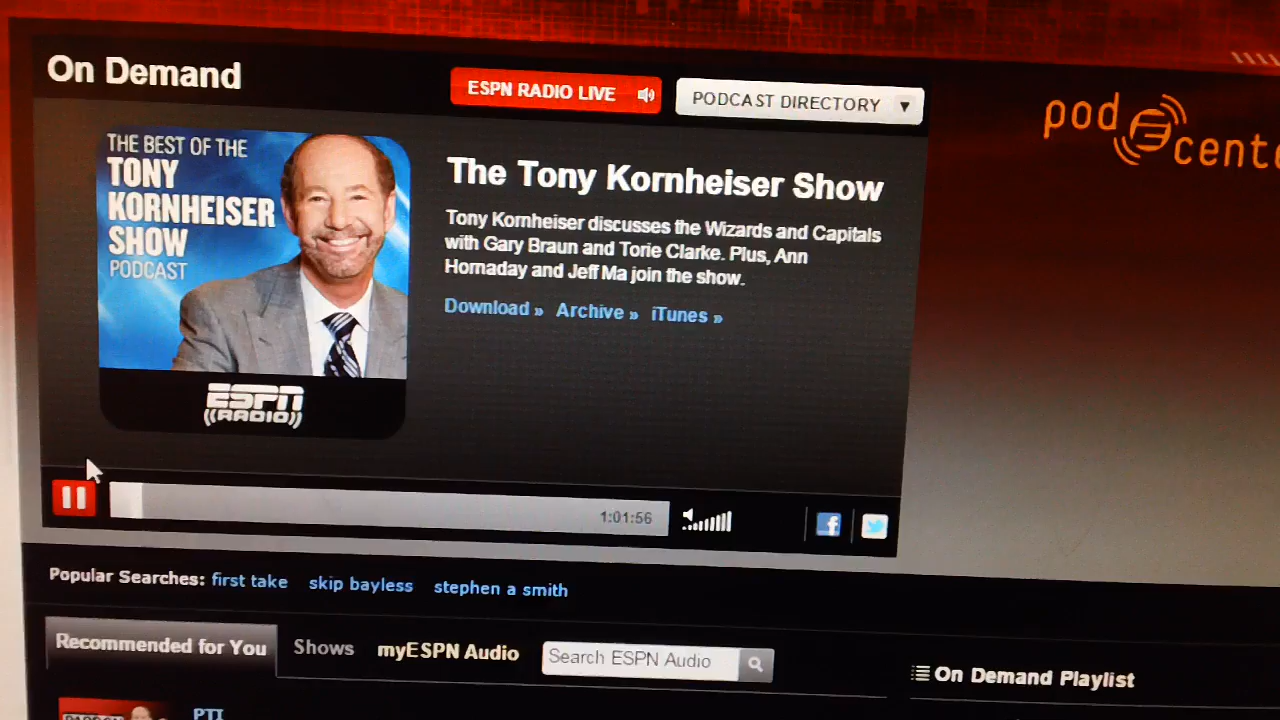 On Demand
ESPN RADIO LIVE
PODCAST DIRECTORY
pod
cente
THE BEST OF THE
TONY
KORNHEISER
SHOW
PODCAST
ESPN
RADIO
The Tony Kornheiser Show
Tony Kornheiser discusses the Wizards and Capitals
with Gary Braun and Torie Clarke. Plus, Ann
Hornaday and Jeff Ma join the show.
Download » Archive » iTunes »
1:01:56
f
Popular Searches: first take skip bayless stephen a smith
Recommended for You Shows myESPN Audio Search ESPN Audio
On Demand Playlist
PTI